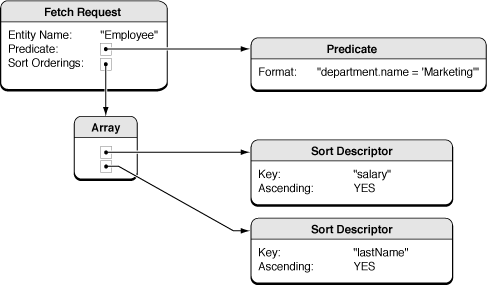 Fetch Request
Entity Name: "Employee"
Predicate:
Sort Orderings:
Predicate
Format: "department.name = 'Marketing'"
Array
Sort Descriptor
Key: "salary"
Ascending: YES
Sort Descriptor
Key: "lastName"
Ascending: YES